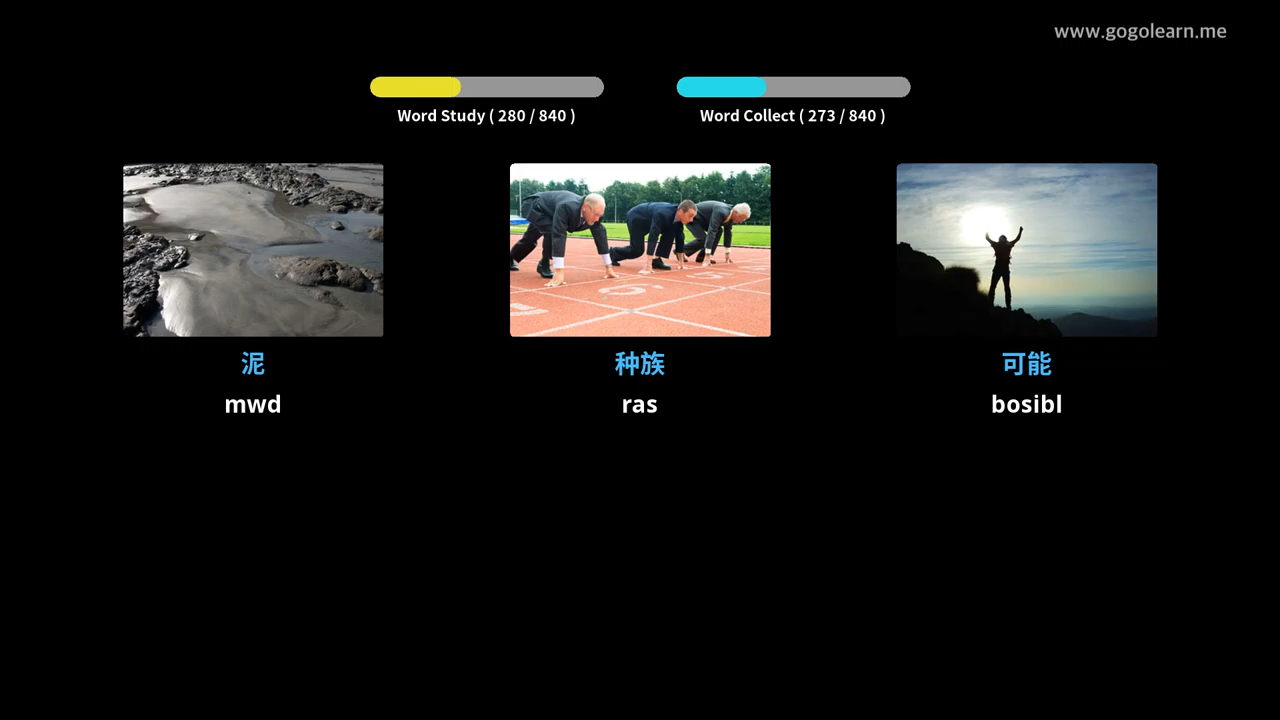 www.gogolearn.me
Word Study ( 280 / 840 )
Word Collect ( 273 / 840 )
泥
种族
可能
mwd
ras
bosibl